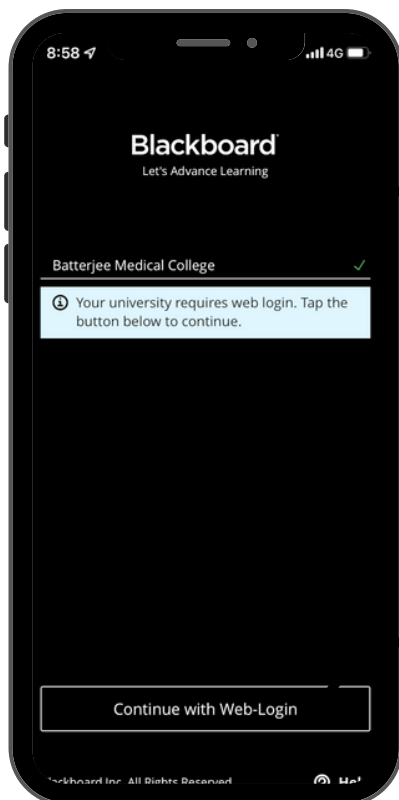 8:58
4G
Blackboard
Let's Advance Learning
Batterjee Medical College
Your university requires web login. Tap the
button below to continue.
Continue with Web-Login
Inc. All Rights Reserved